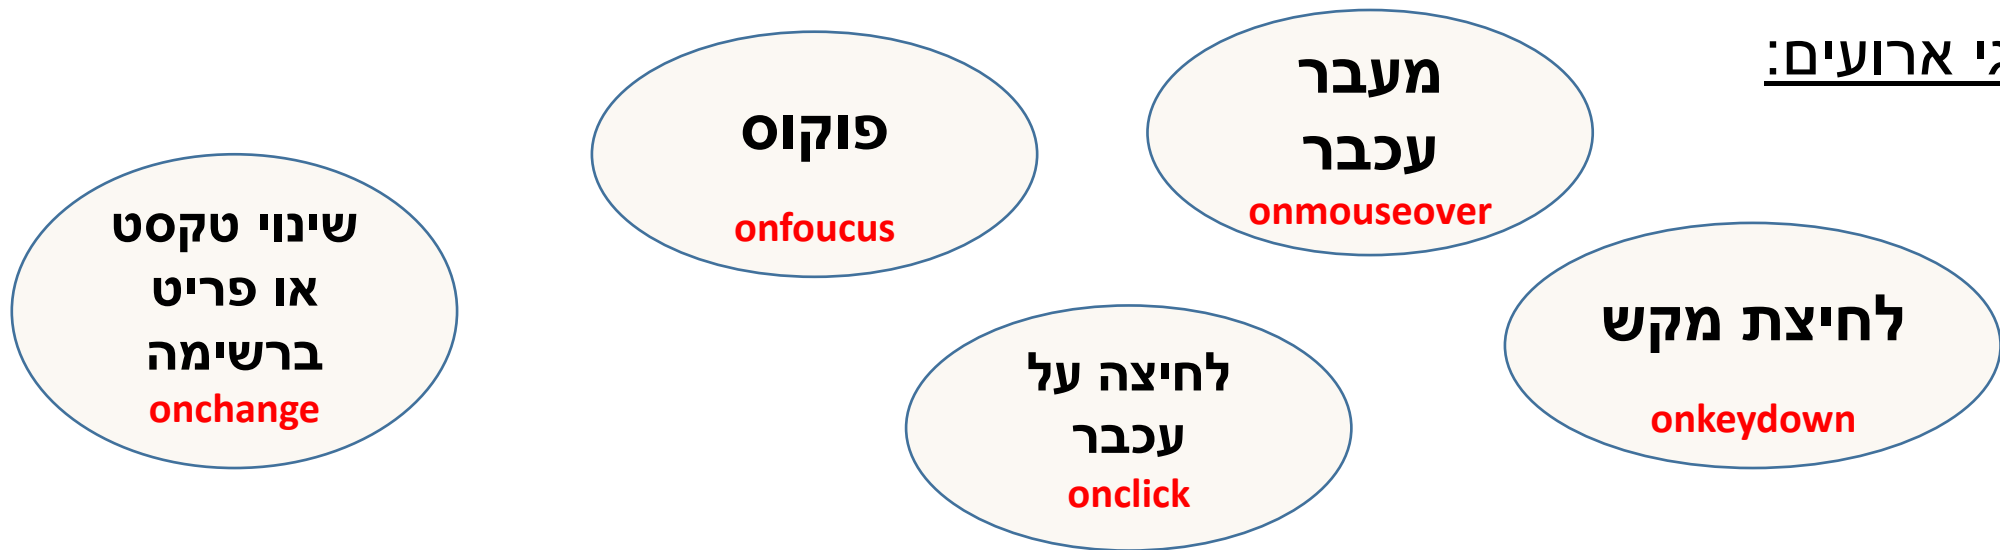 גי ארועים:
מעבר
עכבר
onmouseover
פוקוס
onfoucus
שינוי טקסט
או פריט
ברשימה
onchange
לחיצת מקש
onkeydown
לחיצה על
עכבר
onclick